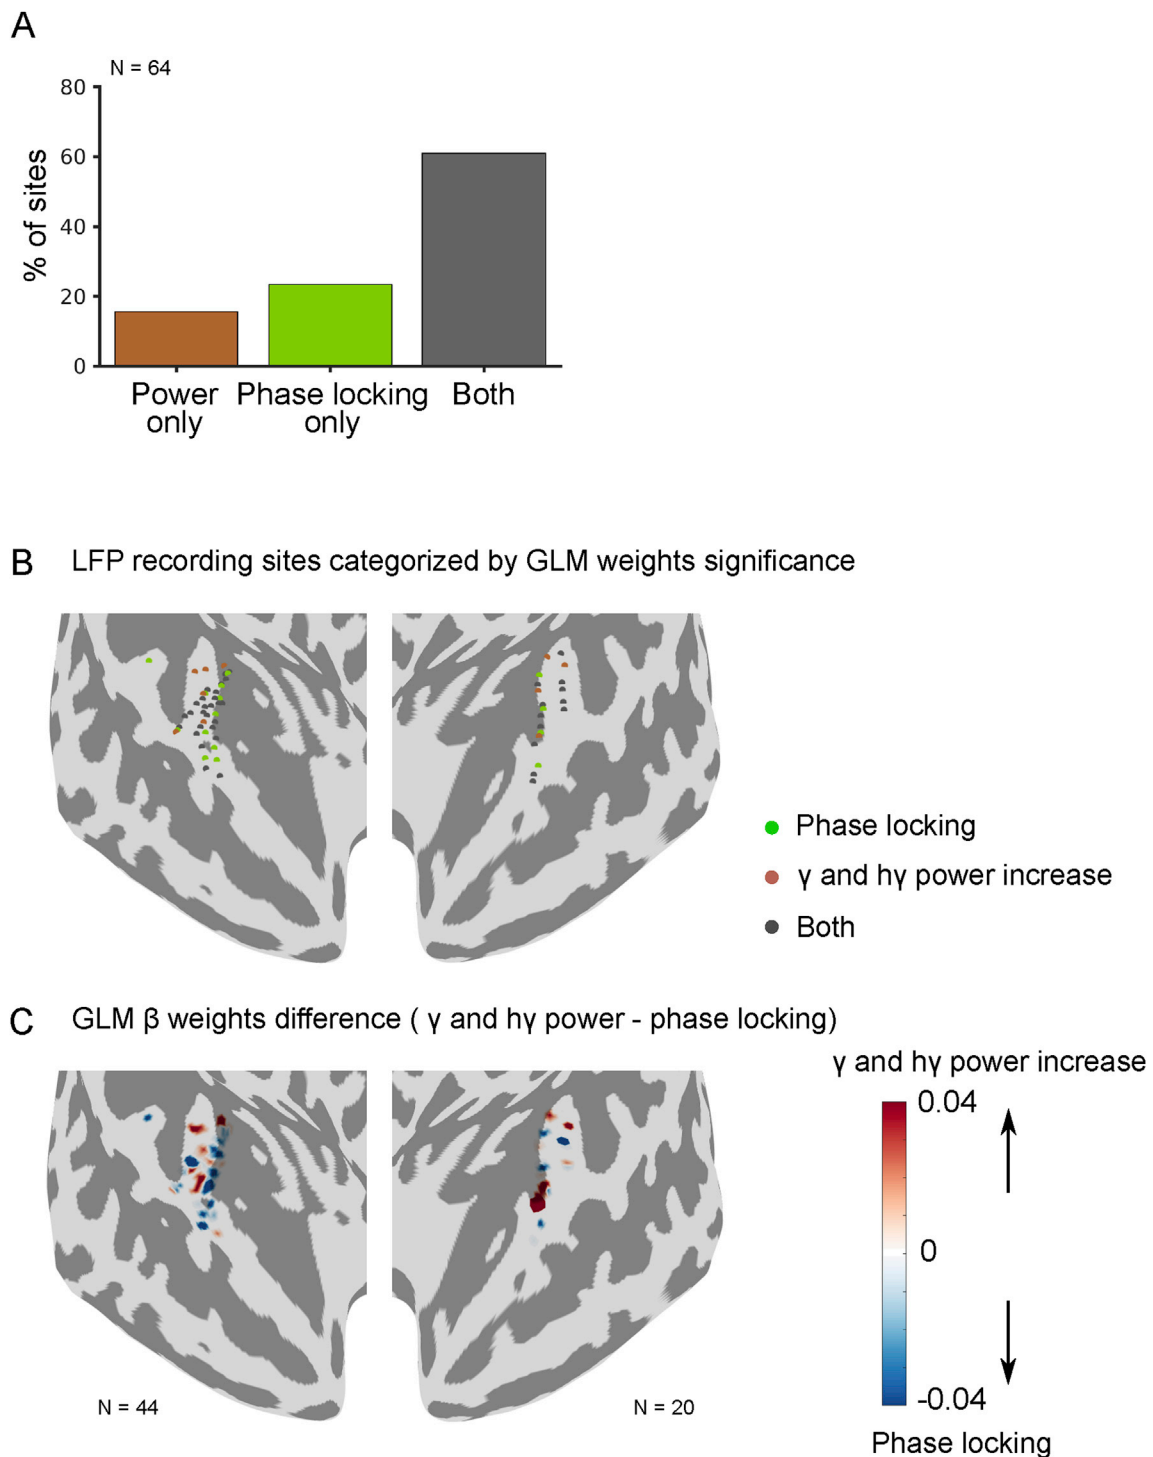 A
N = 64
80
60
40
20
0
% of sites
Power only
Phase locking only
Both
B LFP recording sites categorized by GLM weights significance
Phase locking
γ and hγ power increase
Both
C GLM β weights difference ( γ and hγ power - phase locking)
γ and hγ power increase
0.04
0
-0.04
Phase locking
N = 44
N = 20